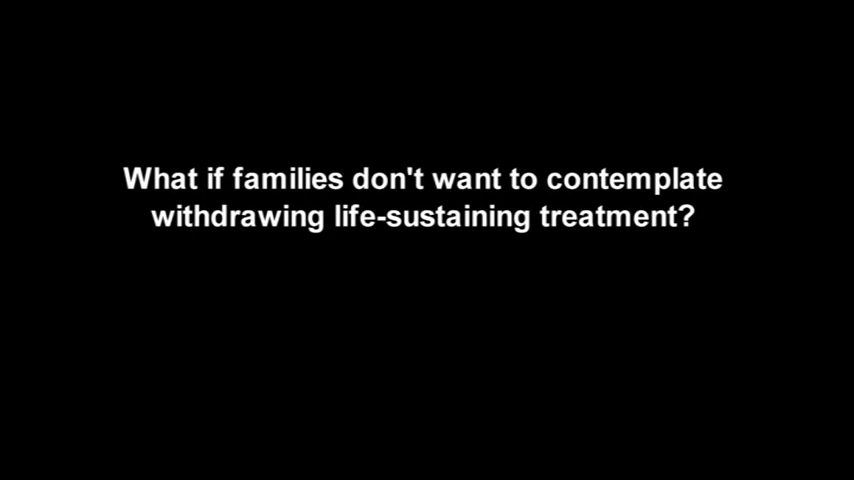 What if families don't want to contemplate
withdrawing life-sustaining treatment?